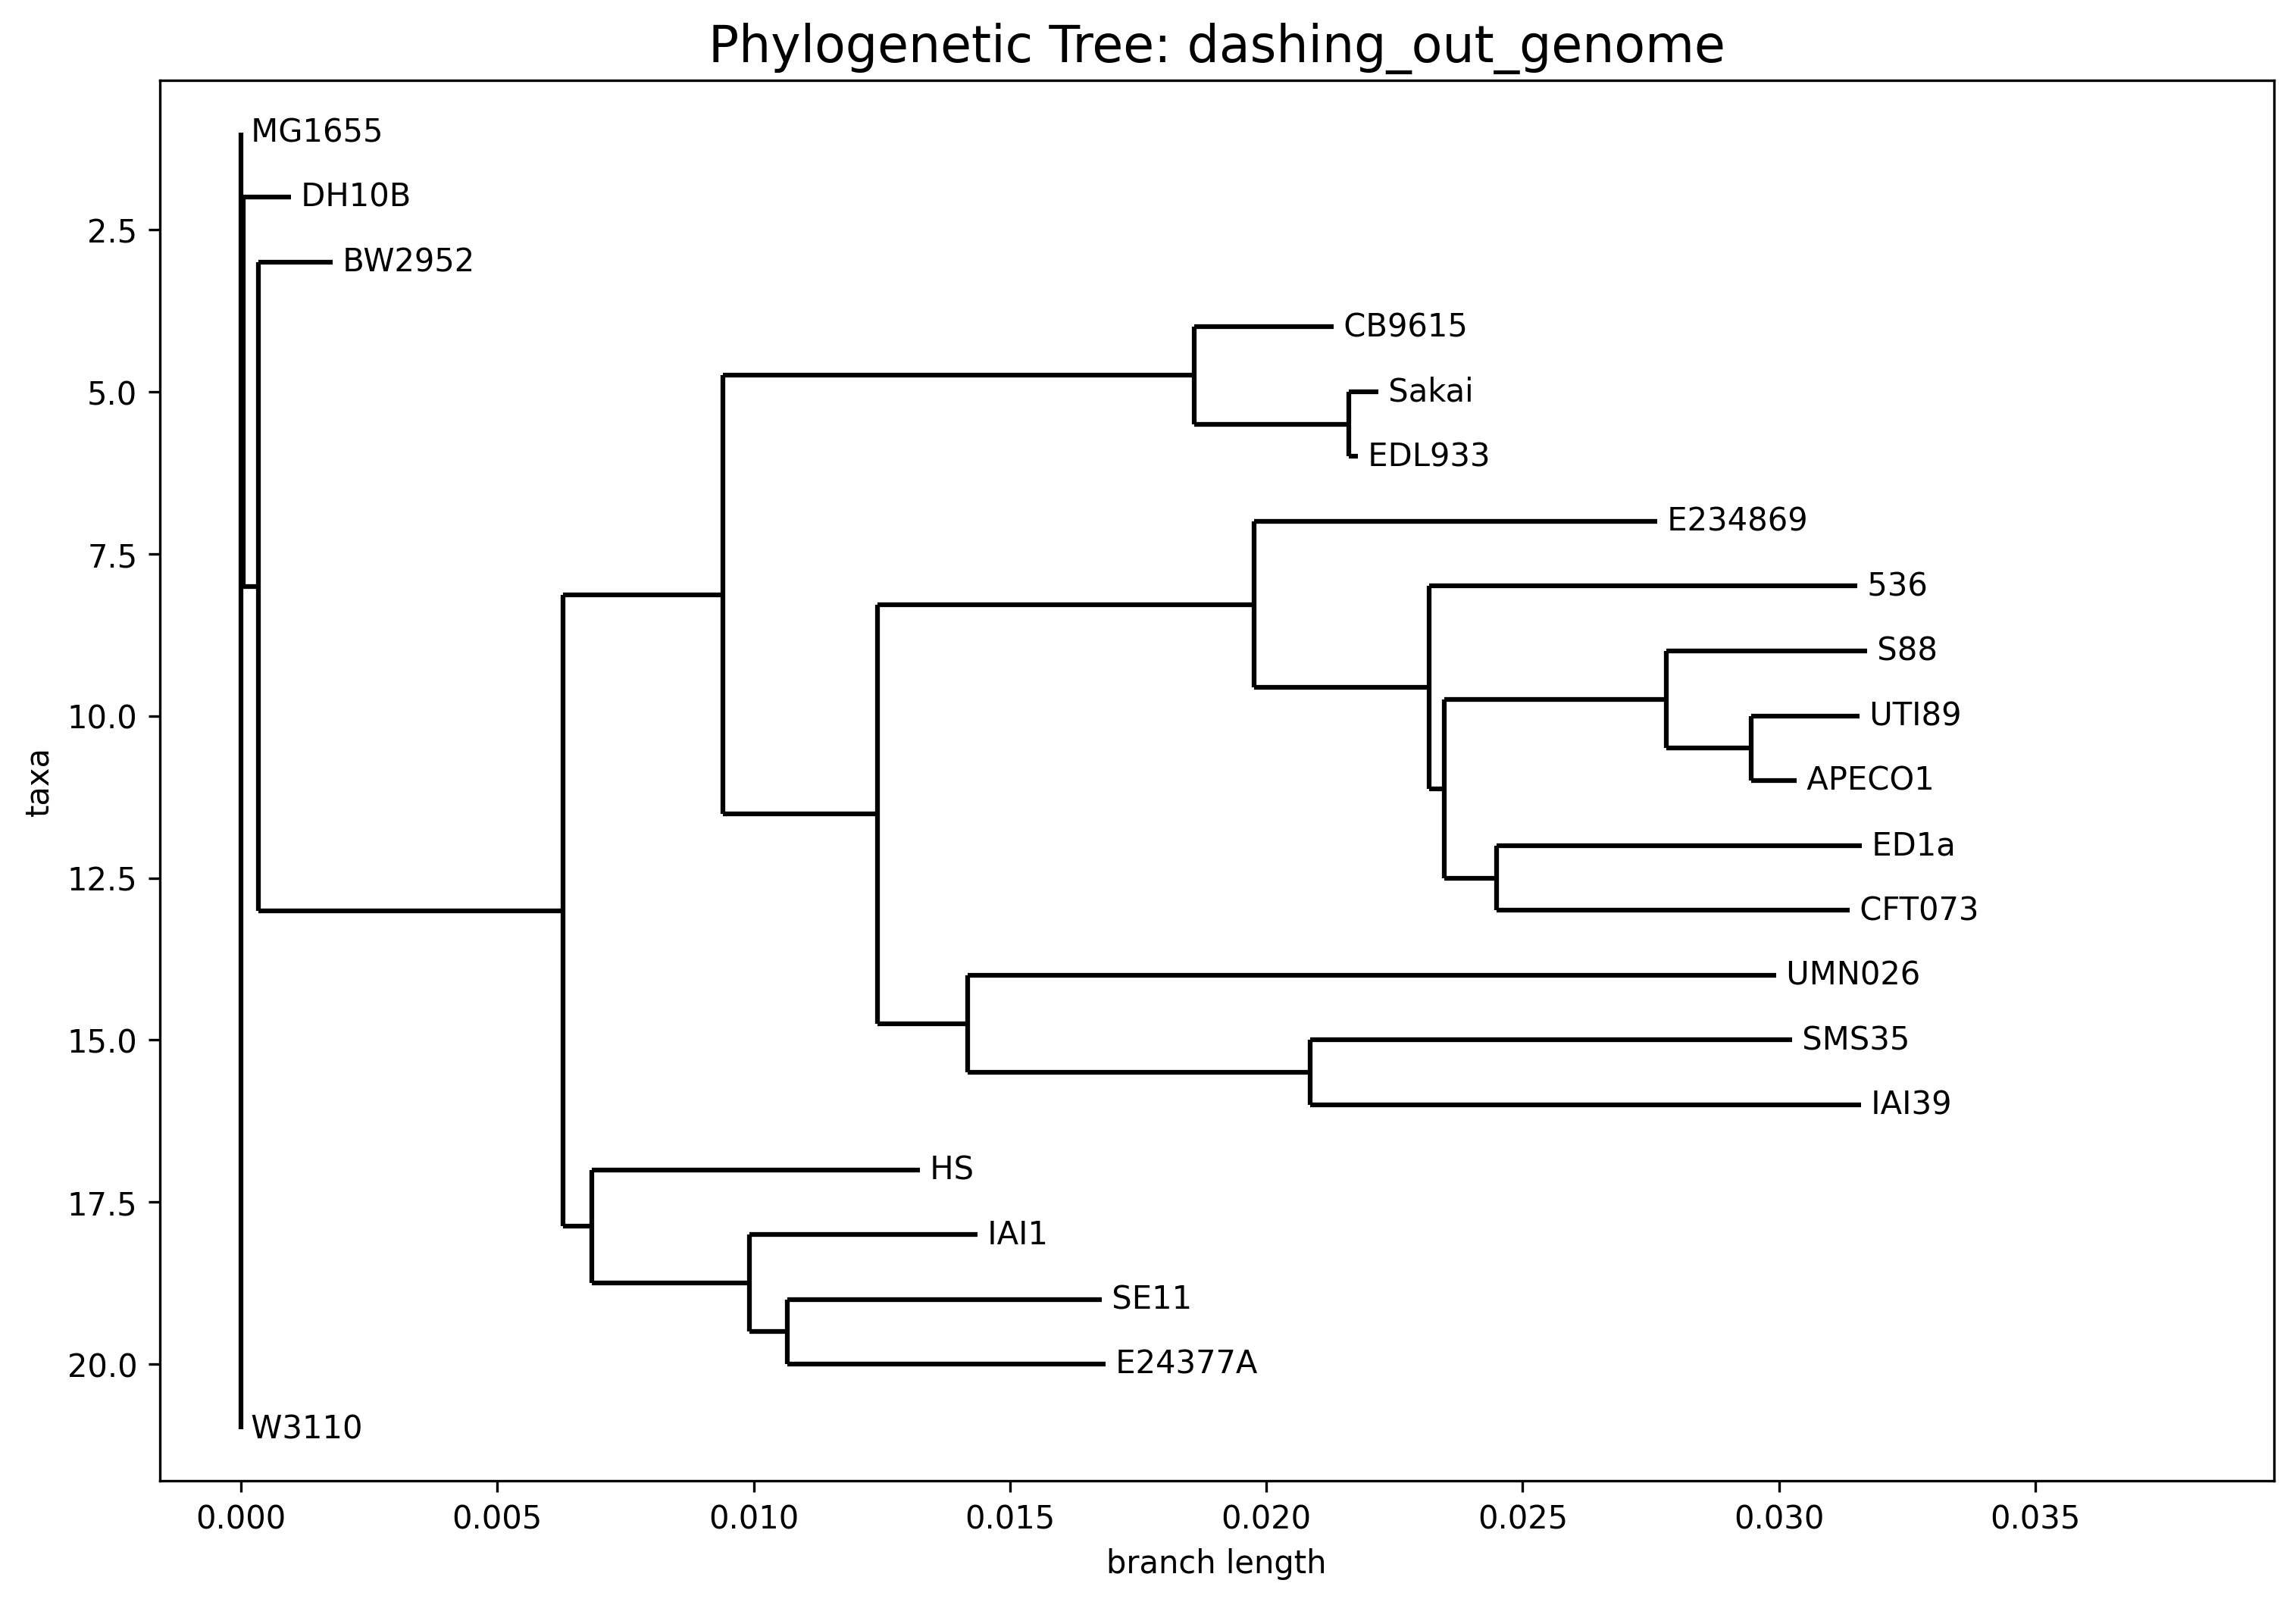 Phylogenetic Tree: dashing_out_genome
MG1655
DH10B
2.5
BW2952
CB9615
5.0
Sakai
EDL933
E234869
7.5
536
S88
10.0
UTI89
taxa
APECO1
ED1a
12.5
CFT073
UMN026
15.0
SMS35
IAI39
HS
17.5
IAI1
SE11
20.0
E24377A
W3110
0.000 0.005 0.010 0.015 0.020 0.025 0.030 0.035
branch length